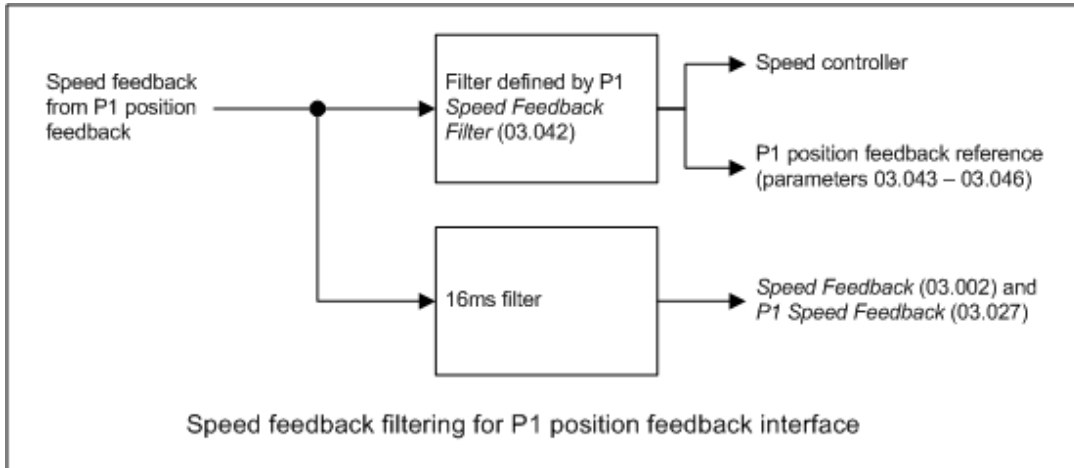 Speed feedback
from P1 position
feedback
Filter defined by P1
Speed Feedback
Filter (03.042)
Speed controller
P1 position feedback reference
(parameters 03.043 – 03.046)
16ms filter
Speed Feedback (03.002) and
P1 Speed Feedback (03.027)
Speed feedback filtering for P1 position feedback interface